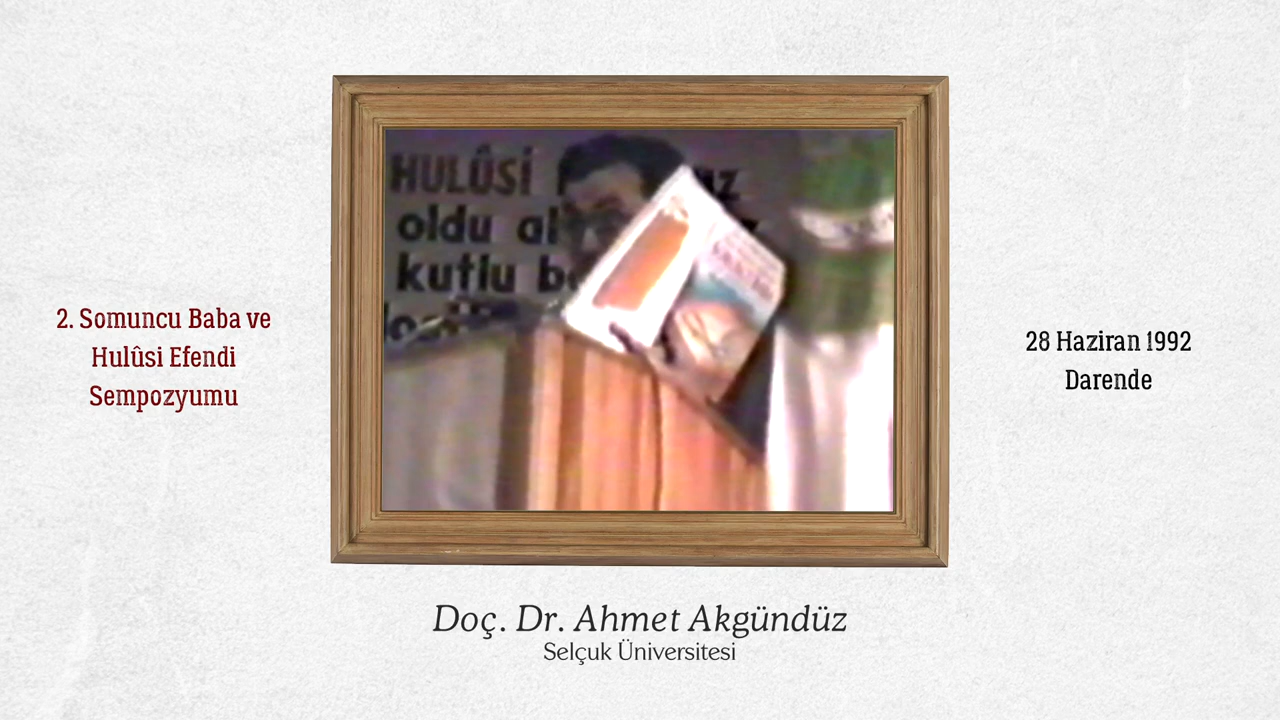 2. Somuncu Baba ve
Hulûsi Efendi
Sempozyumu
HULÛSİ
oldu
kutlu
28 Haziran 1992
Darende
Doç. Dr. Ahmet Akgündüz
Selçuk Üniversitesi